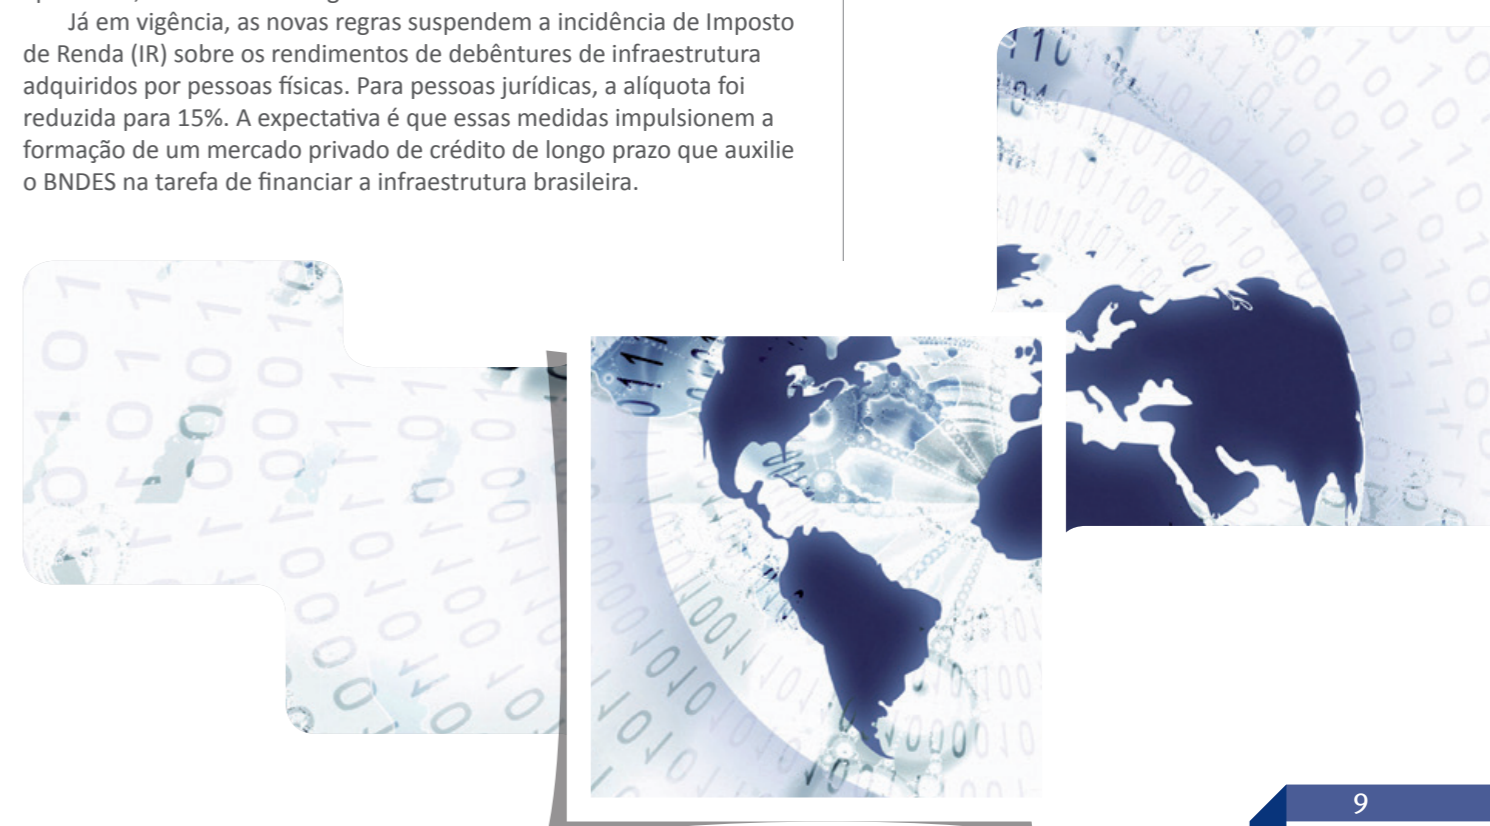 Já em vigência, as novas regras suspendem a incidência de Imposto
de Renda (IR) sobre os rendimentos de debêntures de infraestrutura
adquiridos por pessoas físicas. Para pessoas jurídicas, a alíquota foi
reduzida para 15%. A expectativa é que essas medidas impulsionem a
formação de um mercado privado de crédito de longo prazo que auxilie
o BNDES na tarefa de financiar a infraestrutura brasileira.
9